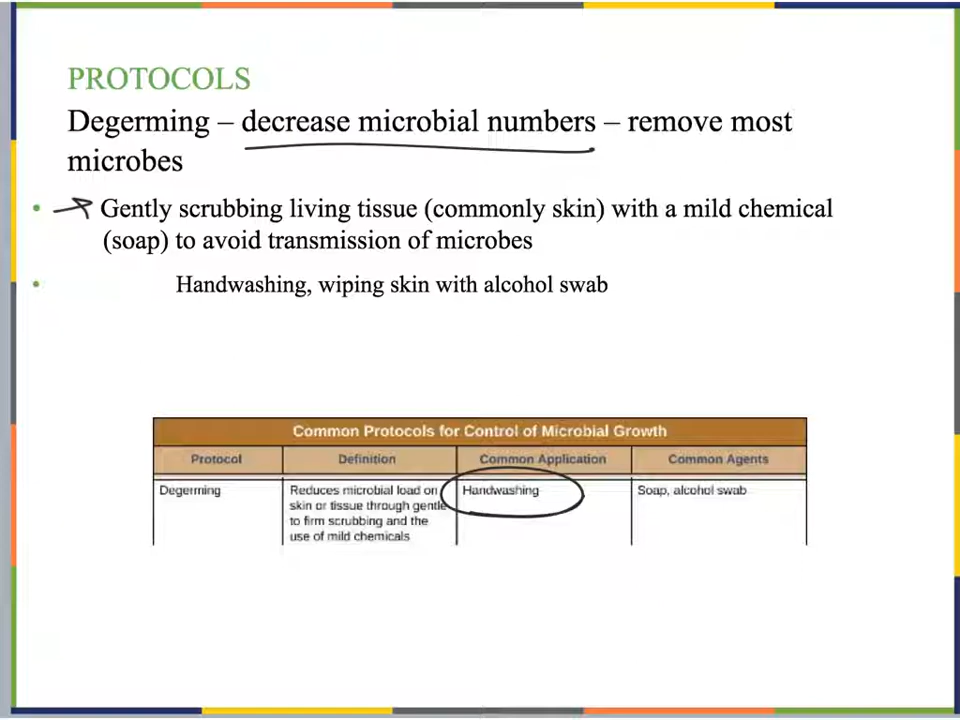 PROTOCOLS
Degerming – decrease microbial numbers – remove most
microbes
• Gently scrubbing living tissue (commonly skin) with a mild chemical
(soap) to avoid transmission of microbes
• Handwashing, wiping skin with alcohol swab
Common Protocols for Control of Microbial Growth
Protocol Definition Common Application Common Agents
Degerming Reduces microbial load on Handwashing Soap, alcohol swab
skin or tissue through gentle
to firm scrubbing and the
use of mild chemicals